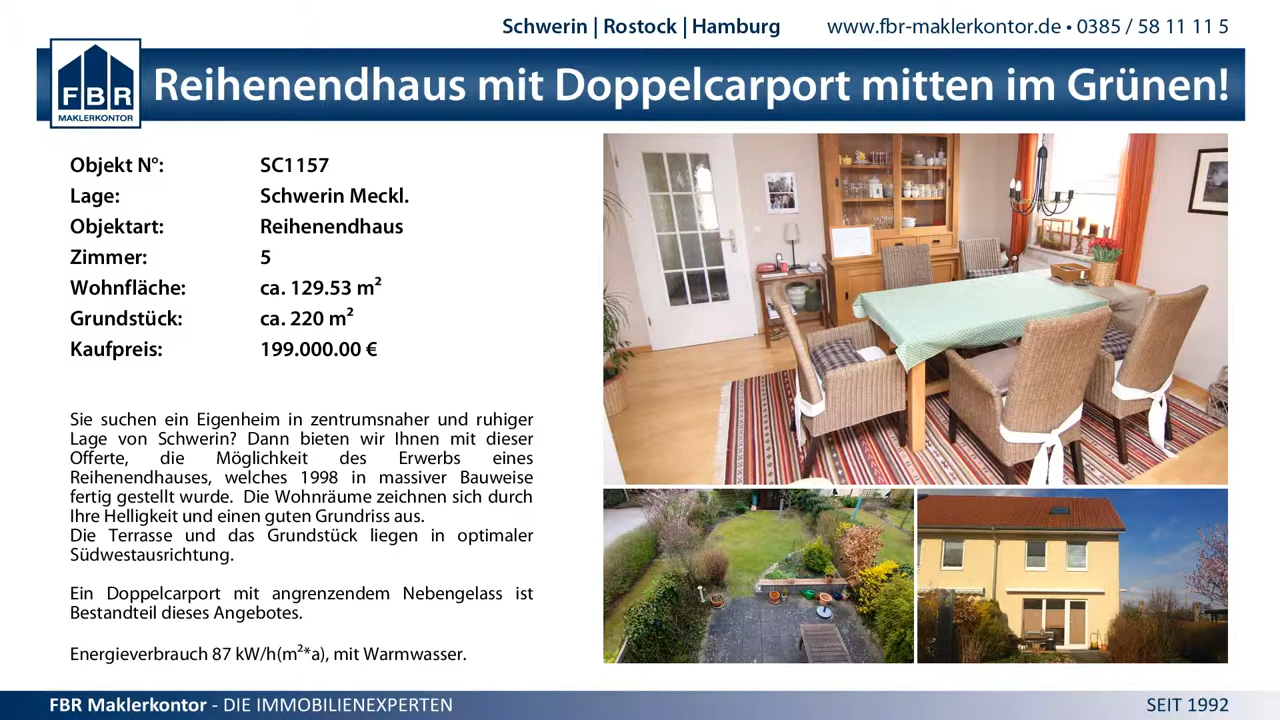 Schwerin | Rostock | Hamburg www.fbr-maklerkontor.de • 0385 / 58 11 11 5
FBR
MAKLERKONTOR
Reihenendhaus mit Doppelcarport mitten im Grünen!
Objekt N°: SC1157
Lage: Schwerin Meckl.
Objektart: Reihenendhaus
Zimmer: 5
Wohnfläche: ca. 129.53 m²
Grundstück: ca. 220 m²
Kaufpreis: 199.000.00 €
Sie suchen ein Eigenheim in zentrumsnaher und ruhiger
Lage von Schwerin? Dann bieten wir Ihnen mit dieser
Offerte, die Möglichkeit des Erwerbs eines
Reihenendhauses, welches 1998 in massiver Bauweise
fertig gestellt wurde. Die Wohnräume zeichnen sich durch
Ihre Helligkeit und einen guten Grundriss aus.
Die Terrasse und das Grundstück liegen in optimaler
Südwestausrichtung.
Ein Doppelcarport mit angrenzendem Nebengelass ist
Bestandteil dieses Angebotes.
Energieverbrauch 87 kW/h(m²*a), mit Warmwasser.
FBR Maklerkontor - DIE IMMOBILIENEXPERTEN SEIT 1992